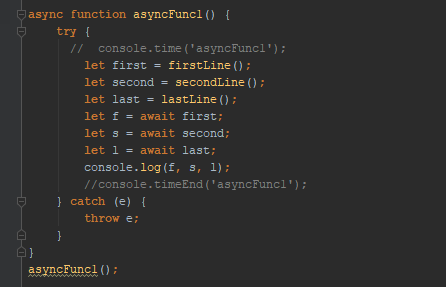 async function asyncFunc1() {
try {
// console.time('asyncFunc1');
let first = firstLine();
let second = secondLine();
let last = lastLine();
let f = await first;
let s = await second;
let l = await last;
console.log(f, s, l);
//console.timeEnd('asyncFunc1');
} catch (e) {
throw e;
}
}
asyncFunc1();